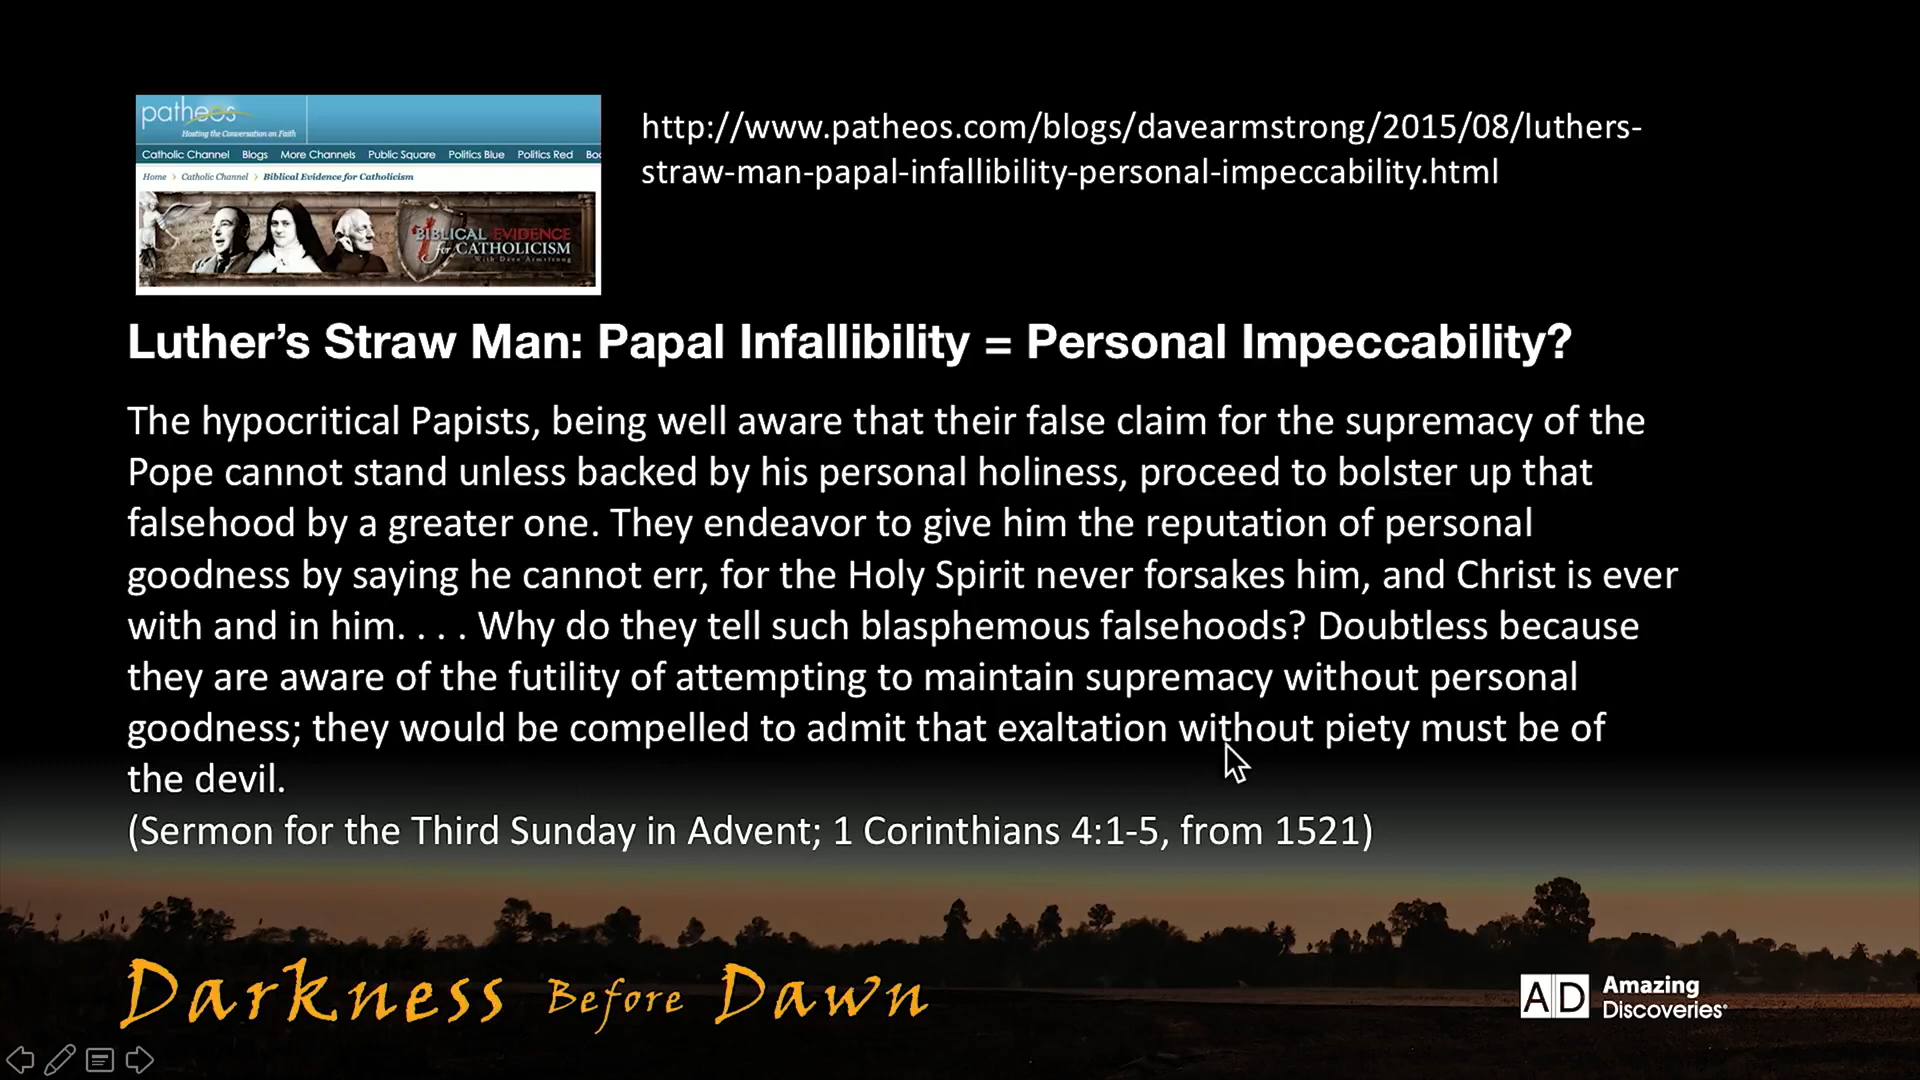 patheos
Hosting the Conversation on Faith
Catholic Channel Blogs More Channels Public Square Politics Blue Politics Red Boo
Home > Catholic Channel > Biblical Evidence for Catholicism
BIBLICAL EVIDENCE
for CATHOLICISM
With Dave Armstrong
http://www.patheos.com/blogs/davearmstrong/2015/08/luthers-
straw-man-papal-infallibility-personal-impeccability.html
Luther’s Straw Man: Papal Infallibility = Personal Impeccability?
The hypocritical Papists, being well aware that their false claim for the supremacy of the
Pope cannot stand unless backed by his personal holiness, proceed to bolster up that
falsehood by a greater one. They endeavor to give him the reputation of personal
goodness by saying he cannot err, for the Holy Spirit never forsakes him, and Christ is ever
with and in him. . . . Why do they tell such blasphemous falsehoods? Doubtless because
they are aware of the futility of attempting to maintain supremacy without personal
goodness; they would be compelled to admit that exaltation without piety must be of
the devil.
(Sermon for the Third Sunday in Advent; 1 Corinthians 4:1-5, from 1521)
Darkness Before Dawn
AD Amazing
Discoveries